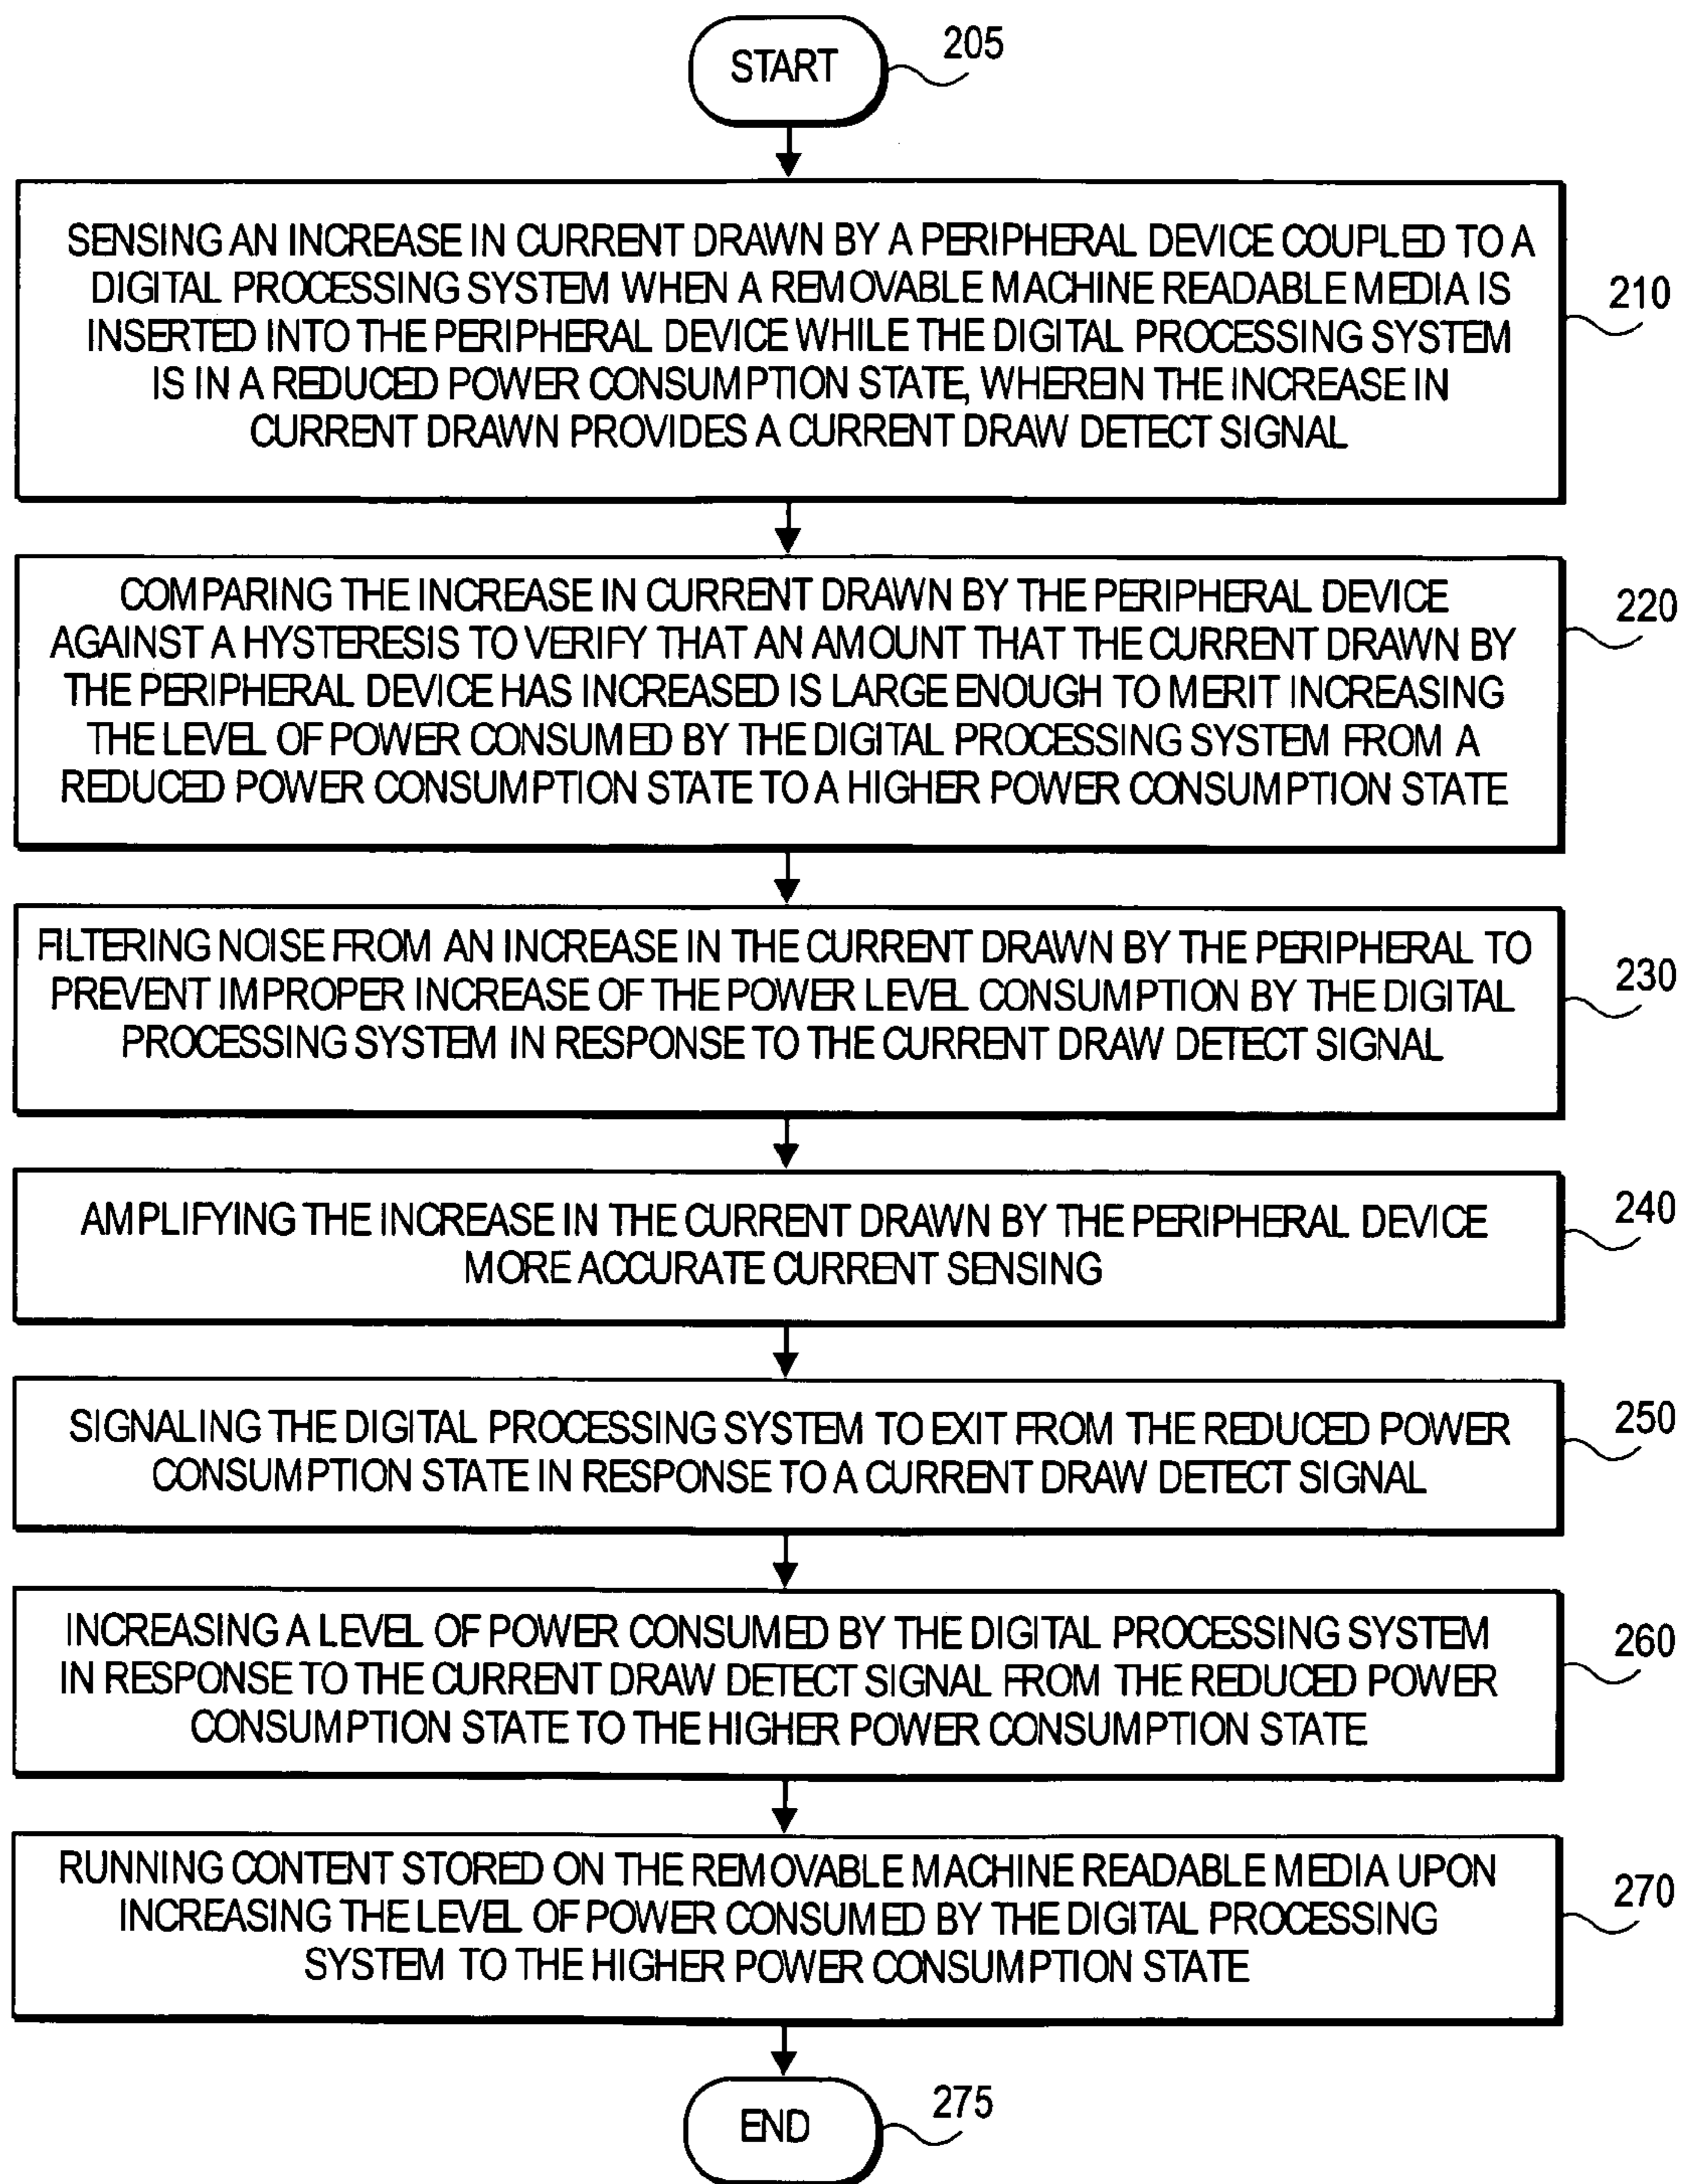 START
205
SENSING AN INCREASE IN CURRENT DRAWN BY A PERIPHERAL DEVICE COUPLED TO A
DIGITAL PROCESSING SYSTEM WHEN A REMOVABLE MACHINE READABLE MEDIA IS
INSERTED INTO THE PERIPHERAL DEVICE WHILE THE DIGITAL PROCESSING SYSTEM
IS IN A REDUCED POWER CONSUMPTION STATE, WHEREIN THE INCREASE IN
CURRENT DRAWN PROVIDES A CURRENT DRAW DETECT SIGNAL
210
COMPARING THE INCREASE IN CURRENT DRAWN BY THE PERIPHERAL DEVICE
AGAINST A HYSTERESIS TO VERIFY THAT AN AMOUNT THAT THE CURRENT DRAWN BY
THE PERIPHERAL DEVICE HAS INCREASED IS LARGE ENOUGH TO MERIT INCREASING
THE LEVEL OF POWER CONSUMED BY THE DIGITAL PROCESSING SYSTEM FROM A
REDUCED POWER CONSUMPTION STATE TO A HIGHER POWER CONSUMPTION STATE
220
FILTERING NOISE FROM AN INCREASE IN THE CURRENT DRAWN BY THE PERIPHERAL TO
PREVENT IMPROPER INCREASE OF THE POWER LEVEL CONSUMPTION BY THE DIGITAL
PROCESSING SYSTEM IN RESPONSE TO THE CURRENT DRAW DETECT SIGNAL
230
AMPLIFYING THE INCREASE IN THE CURRENT DRAWN BY THE PERIPHERAL DEVICE
MORE ACCURATE CURRENT SENSING
240
SIGNALING THE DIGITAL PROCESSING SYSTEM TO EXIT FROM THE REDUCED POWER
CONSUMPTION STATE IN RESPONSE TO A CURRENT DRAW DETECT SIGNAL
250
INCREASING A LEVEL OF POWER CONSUMED BY THE DIGITAL PROCESSING SYSTEM
IN RESPONSE TO THE CURRENT DRAW DETECT SIGNAL FROM THE REDUCED POWER
CONSUMPTION STATE TO THE HIGHER POWER CONSUMPTION STATE
260
RUNNING CONTENT STORED ON THE REMOVABLE MACHINE READABLE MEDIA UPON
INCREASING THE LEVEL OF POWER CONSUMED BY THE DIGITAL PROCESSING
SYSTEM TO THE HIGHER POWER CONSUMPTION STATE
270
END
275